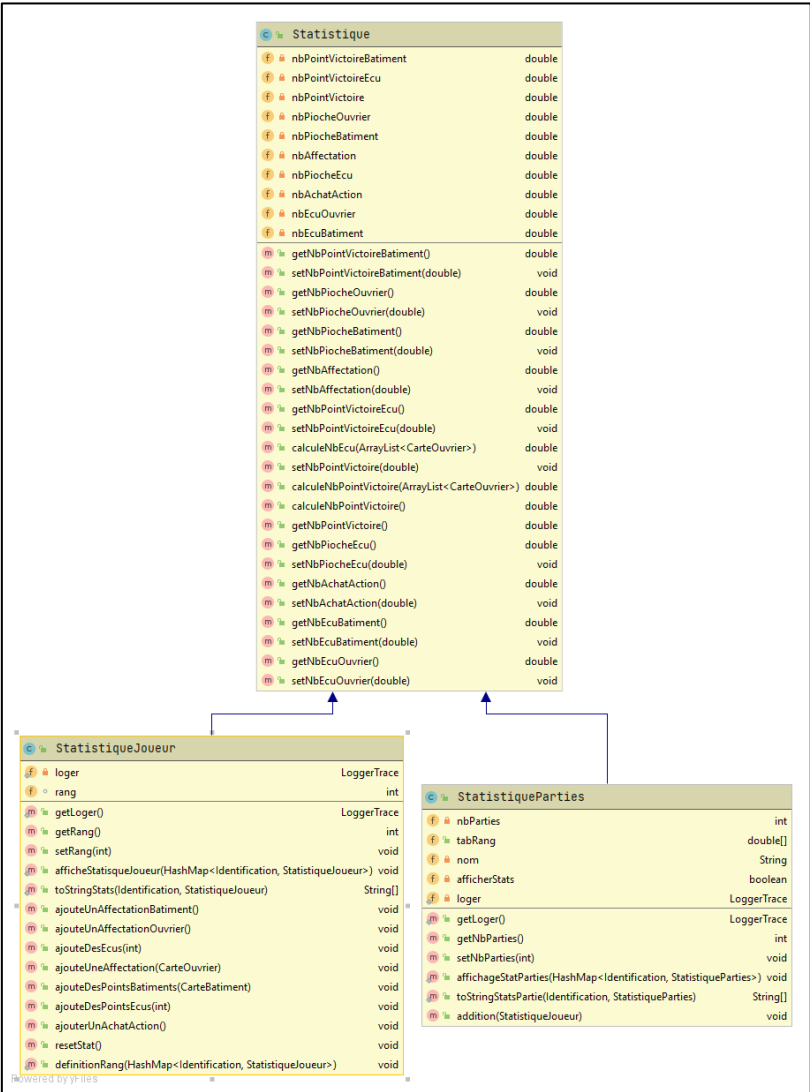 Statistique
nbPointVictoireBatiment double
nbPointVictoireEcu double
nbPointVictoire double
nbPiocheOuvrier double
nbPiocheBatiment double
nbAffectation double
nbPiocheEcu double
nbAchatAction double
nbEcuOuvrier double
nbEcuBatiment double
getNbPointVictoireBatiment() double
setNbPointVictoireBatiment(double) void
getNbPiocheOuvrier() double
setNbPiocheOuvrier(double) void
getNbPiocheBatiment() double
setNbPiocheBatiment(double) void
getNbAffectation() double
setNbAffectation(double) void
getNbPointVictoireEcu() double
setNbPointVictoireEcu(double) void
calculeNbEcu(ArrayList<CarteOuvrier>) double
setNbPointVictoire(double) void
calculeNbPointVictoire(ArrayList<CarteOuvrier>) double
calculeNbPointVictoire() double
getNbPointVictoire() double
getNbPiocheEcu() double
setNbPiocheEcu(double) void
getNbAchatAction() double
setNbAchatAction(double) void
getNbEcuBatiment() double
setNbEcuBatiment(double) void
getNbEcuOuvrier() double
setNbEcuOuvrier(double) void
StatistiqueJoueur
loger LoggerTrace
rang int
getLoger() LoggerTrace
getRang() int
setRang(int) void
afficheStatisqueJoueur(HashMap<Identification, StatistiqueJoueur>) void
toStringStats(Identification, StatistiqueJoueur) String[]
ajouteUnAffectationBatiment() void
ajouteUnAffectationOuvrier() void
ajouteDesEcus(int) void
ajouteUneAffectation(CarteOuvrier) void
ajouteDesPointsBatiments(CarteBatiment) void
ajouteDesPointsEcus(int) void
ajouterUnAchatAction() void
resetStat() void
definitionRang(HashMap<Identification, StatistiqueJoueur>) void
StatistiqueParties
nbParties int
tabRang double[]
nom String
afficherStats boolean
loger LoggerTrace
getLoger() LoggerTrace
getNbParties() int
setNbParties(int) void
affichageStatParties(HashMap<Identification, StatistiqueParties>) void
toStringStatsPartie(Identification, StatistiqueParties) String[]
addition(StatistiqueJoueur) void
Powered by yFiles